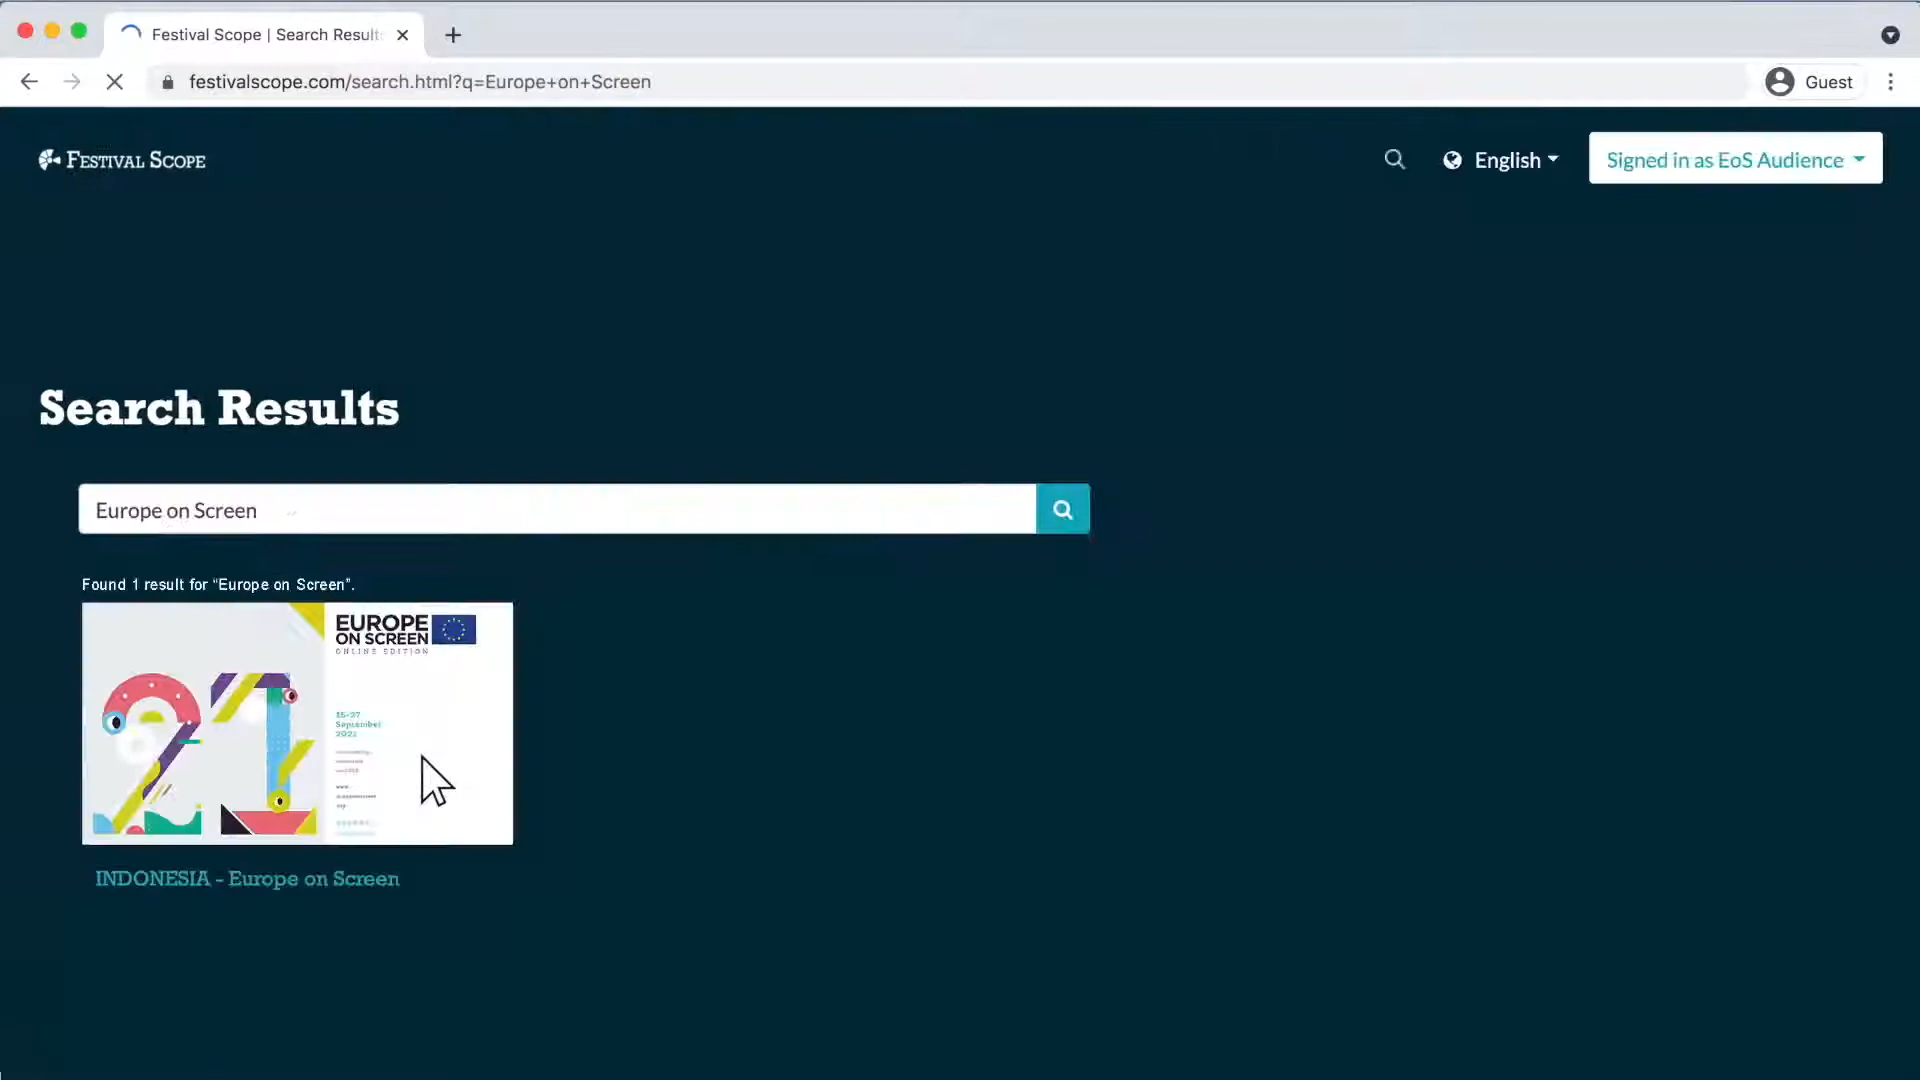 Festival Scope | Search Results
festivalscope.com/search.html?q=Europe+on+Screen
Guest
FESTIVAL SCOPE
English
Signed in as EoS Audience
Search Results
Europe on Screen
Found 1 result for “Europe on Screen”.
EUROPE
ON SCREEN
ONLINE EDITION
21
15-27
September
2021
INDONESIA - Europe on Screen